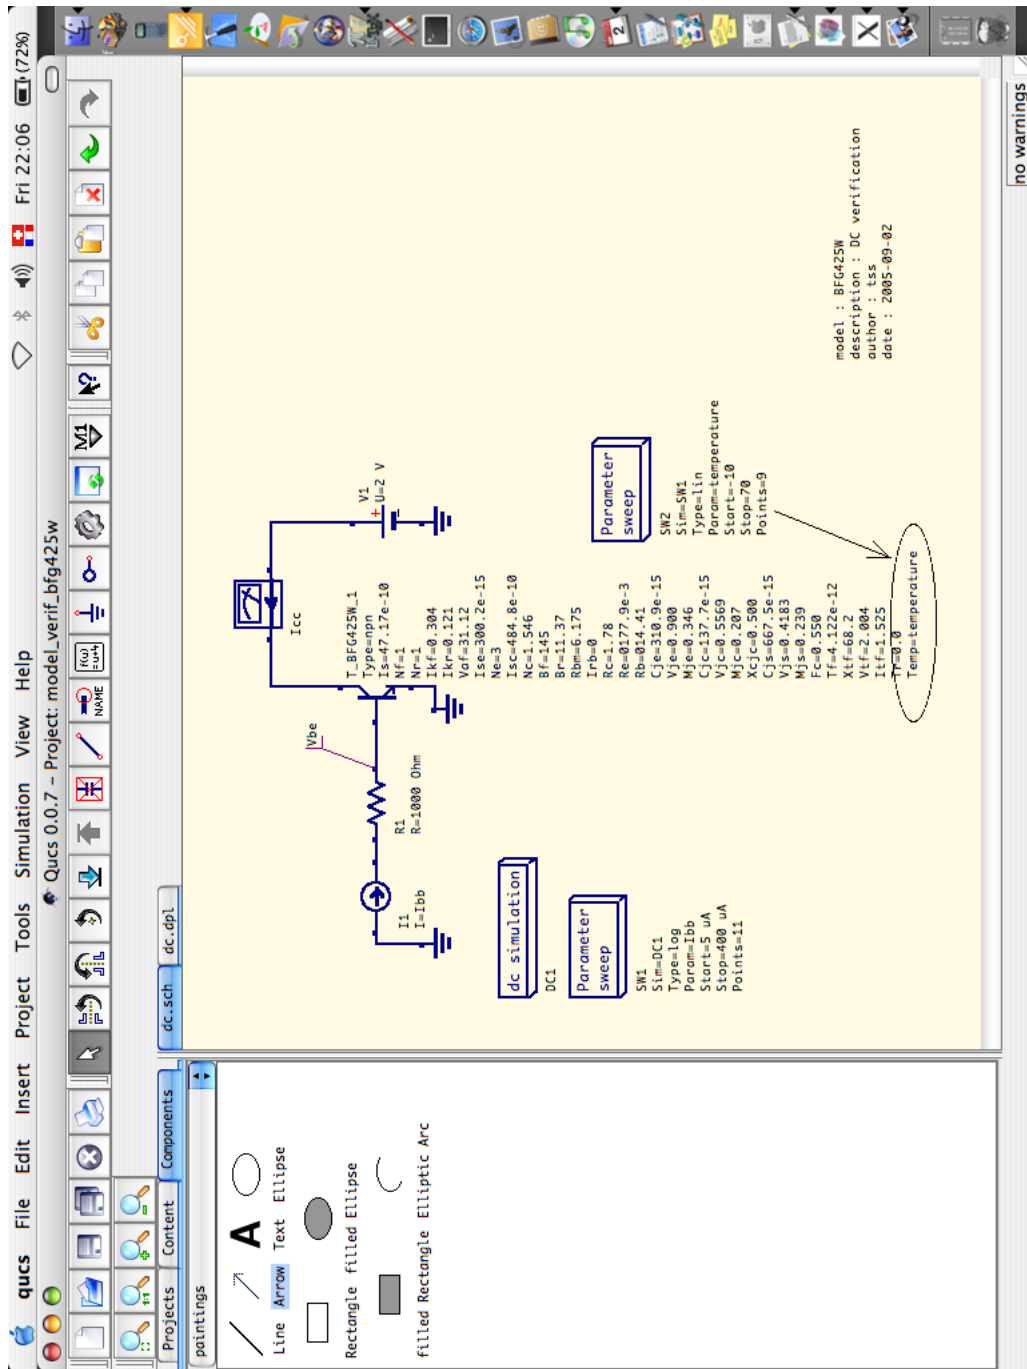 qucs File Edit Insert Project Tools Simulation View Help (72%) Fri 22:06
Qucs 0.0.7 - Project: model_verif_bfg425w
1:1
NAME
f(ω)
=u+4
M1
Projects Content Components
dc.sch dc.dpl
paintings
Line Arrow Text Ellipse
A
Rectangle filled Ellipse
filled Rectangle Elliptic Arc
Vbe
Icc
V1
U=2 V
+
-
I1
I=Ibb
R1
R=1000 Ohm
T_BFG425W_1
Type=npn
Is=47.17e-10
Nf=1
Nr=1
Ikf=0.304
Ikr=0.121
Vaf=31.12
Ise=300.2e-15
Ne=3
Isc=484.8e-10
Nc=1.546
Bf=145
Br=11.37
Rbm=6.175
Irb=0
Rc=1.78
Re=0177.9e-3
Rb=014.41
Cje=310.9e-15
Vje=0.900
Mje=0.346
Cjc=137.7e-15
Vjc=0.5569
Mjc=0.207
Xcjc=0.500
Cjs=667.5e-15
Vjs=0.4183
Mjs=0.239
Fc=0.550
Tf=4.122e-12
Xtf=68.2
Vtf=2.004
Itf=1.525
Tr=0.0
Temp=temperature
dc simulation
DC1
Parameter
sweep
SW1
Sim=DC1
Type=log
Param=Ibb
Start=5 uA
Stop=400 uA
Points=11
Parameter
sweep
SW2
Sim=SW1
Type=lin
Param=temperature
Start=-10
Stop=70
Points=9
model : BFG425W
description : DC verification
author : tss
date : 2005-09-02
no warnings